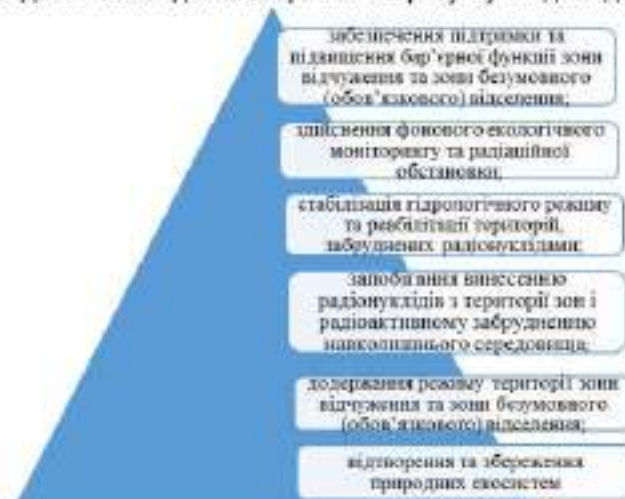 забезпечення підтримки та
підвищення бар’єрної функції зони
відчуження та зони безумовного
(обов’язкового) відселення;
здійснення фонового екологічного
моніторингу та радіаційної
обстановки;
стабілізація гідрологічного режиму
та реабілітації територій,
забруднених радіонуклідами;
запобігання винесенню
радіонуклідів з території зон і
радіоактивному забрудненню
навколишнього середовища;
додержання режиму території зони
відчуження та зони безумовного
(обов’язкового) відселення;
відтворення та збереження
природних екосистем